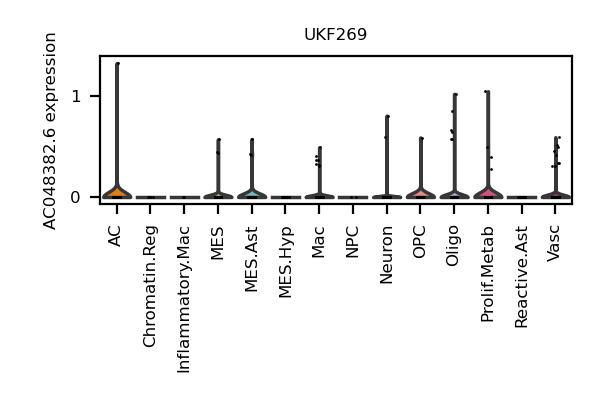 UKF269
AC048382.6 expression
1
0
AC
Chromatin.Reg
Inflammatory.Mac
MES
MES.Ast
MES.Hyp
Mac
NPC
Neuron
OPC
Oligo
Prolif.Metab
Reactive.Ast
Vasc